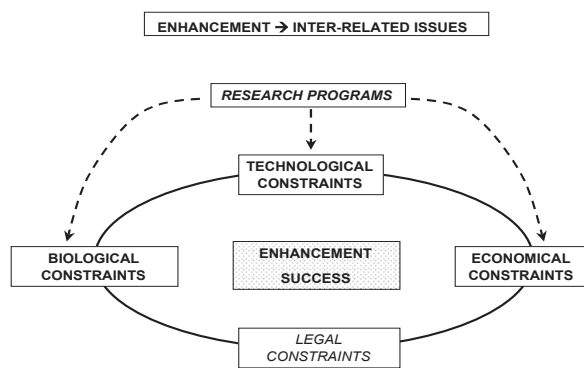 ENHANCEMENT → INTER-RELATED ISSUES
RESEARCH PROGRAMS
TECHNOLOGICAL
CONSTRAINTS
BIOLOGICAL
CONSTRAINTS
ENHANCEMENT
SUCCESS
ECONOMICAL
CONSTRAINTS
LEGAL
CONSTRAINTS